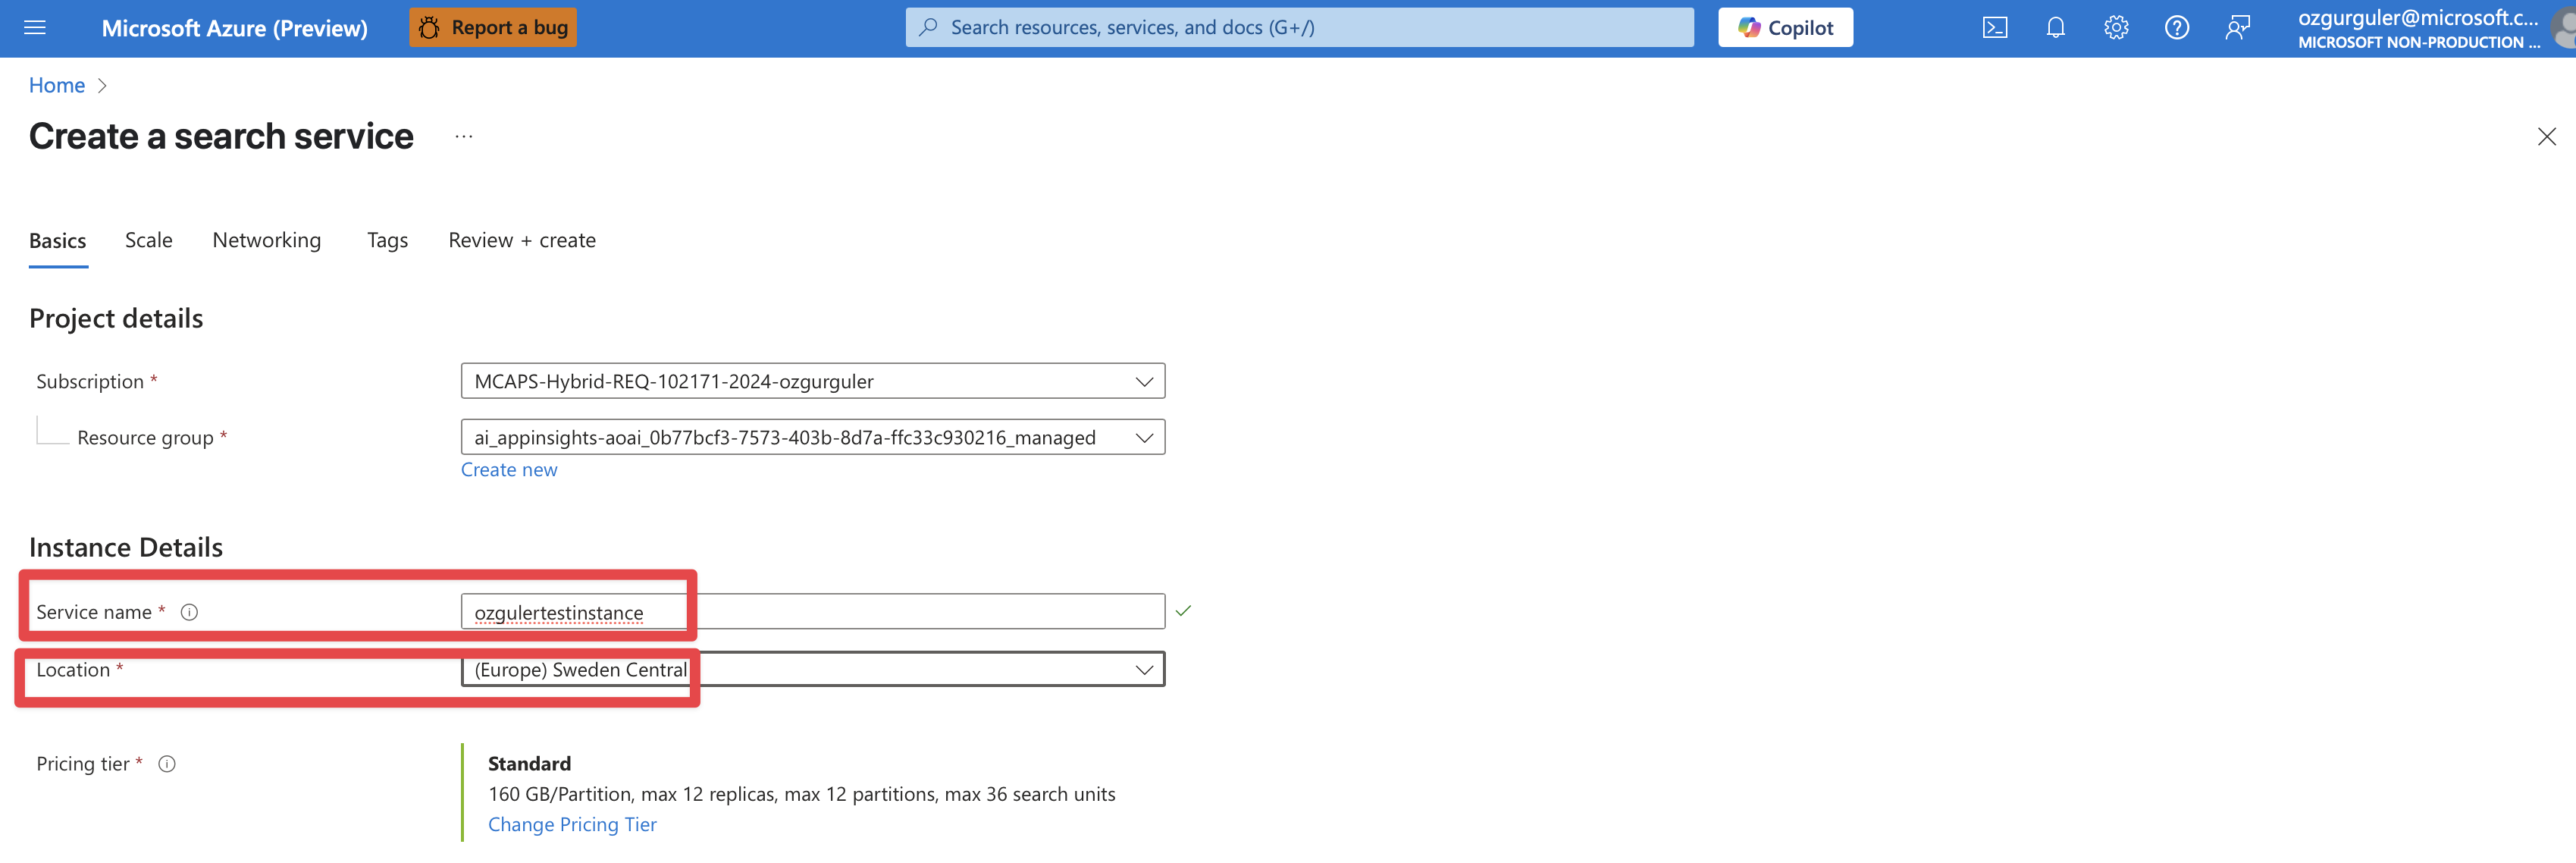 Microsoft Azure (Preview)
Report a bug
Search resources, services, and docs (G+/)
Copilot
ozgurguler@microsoft.c...
MICROSOFT NON-PRODUCTION ...
Home
Create a search service
...
Basics
Scale
Networking
Tags
Review + create
Project details
Subscription *
MCAPS-Hybrid-REQ-102171-2024-ozgurguler
Resource group *
ai_appinsights-aoai_0b77bcf3-7573-403b-8d7a-ffc33c930216_managed
Create new
Instance Details
Service name *
ozgulertestinstance
Location *
(Europe) Sweden Central
Pricing tier *
Standard
160 GB/Partition, max 12 replicas, max 12 partitions, max 36 search units
Change Pricing Tier